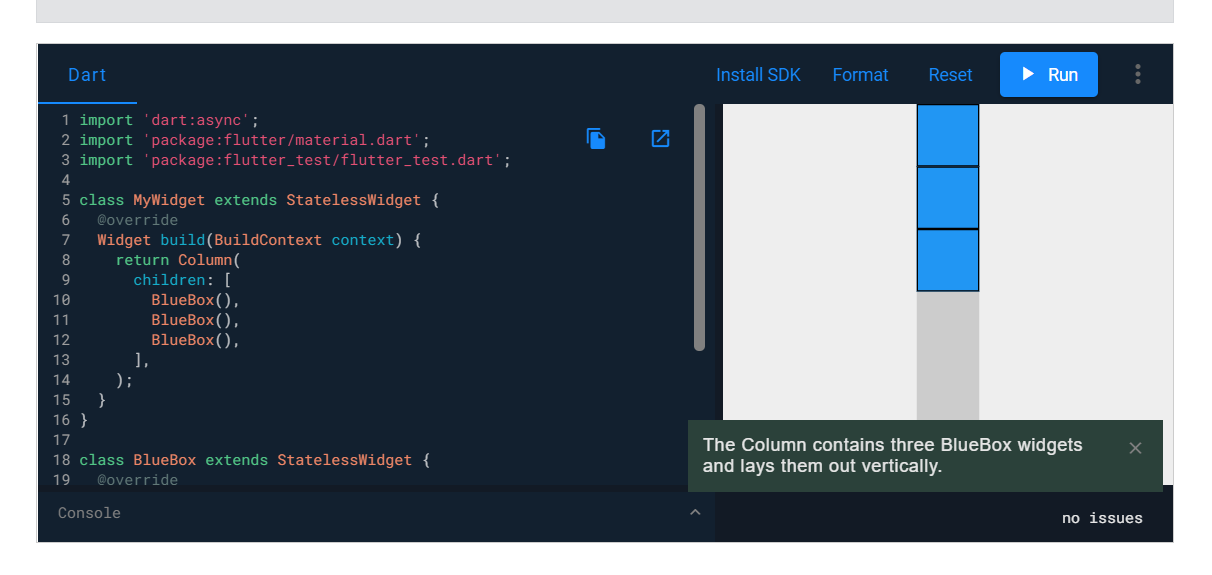 Dart
Install SDK Format Reset Run
1 import 'dart:async';
2 import 'package:flutter/material.dart';
3 import 'package:flutter_test/flutter_test.dart';
4
5 class MyWidget extends StatelessWidget {
6   @override
7   Widget build(BuildContext context) {
8     return Column(
9       children: [
10         BlueBox(),
11         BlueBox(),
12         BlueBox(),
13       ],
14     );
15   }
16 }
17
18 class BlueBox extends StatelessWidget {
19   @override
The Column contains three BlueBox widgets
and lays them out vertically.
Console
no issues